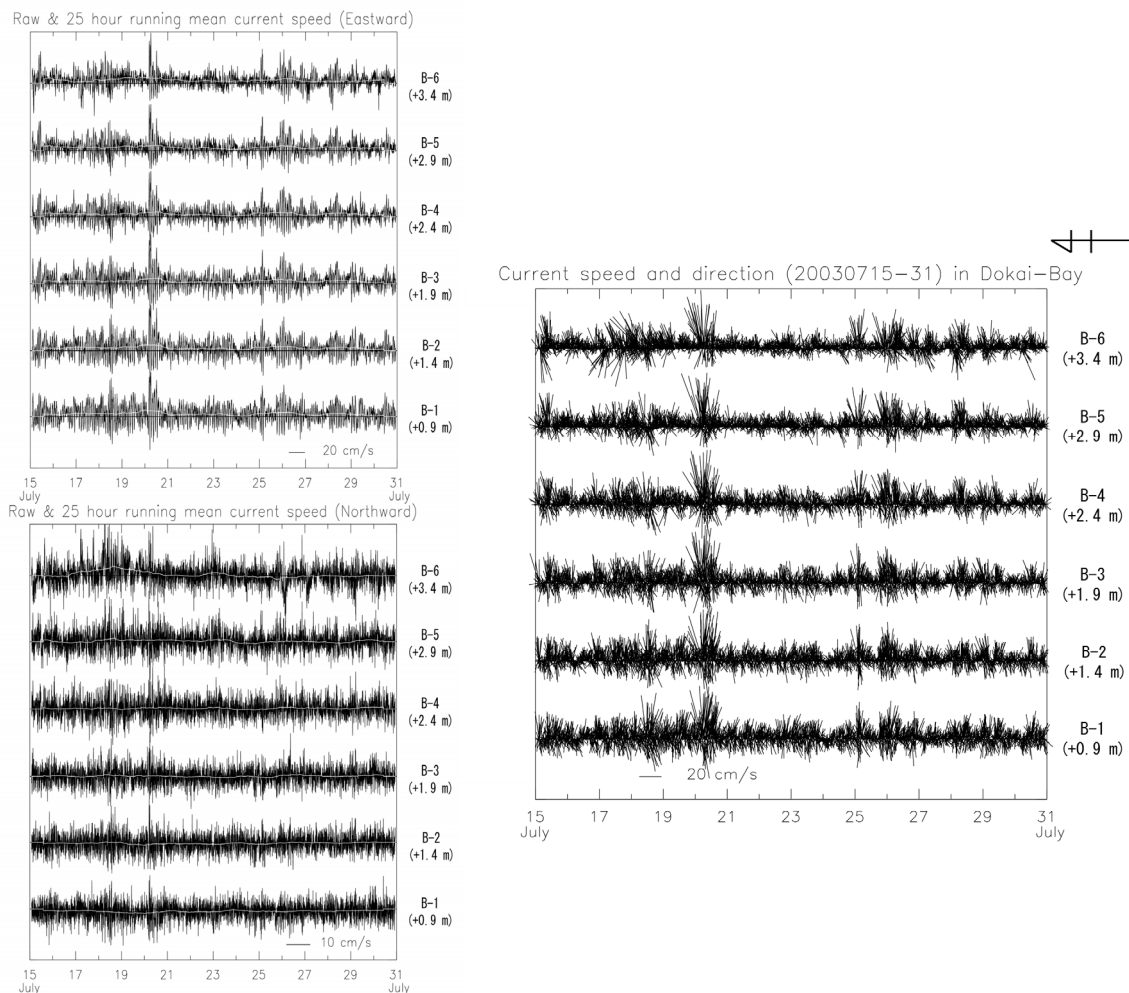 Raw & 25 hour running mean current speed (Eastward)
B-6
(+3.4 m)
B-5
(+2.9 m)
B-4
(+2.4 m)
B-3
(+1.9 m)
B-2
(+1.4 m)
B-1
(+0.9 m)
20 cm/s
15 17 19 21 23 25 27 29 31
July July
Raw & 25 hour running mean current speed (Northward)
B-6
(+3.4 m)
B-5
(+2.9 m)
B-4
(+2.4 m)
B-3
(+1.9 m)
B-2
(+1.4 m)
B-1
(+0.9 m)
10 cm/s
15 17 19 21 23 25 27 29 31
July July
Current speed and direction (20030715-31) in Dokai-Bay
B-6
(+3.4 m)
B-5
(+2.9 m)
B-4
(+2.4 m)
B-3
(+1.9 m)
B-2
(+1.4 m)
B-1
(+0.9 m)
20 cm/s
15 17 19 21 23 25 27 29 31
July July